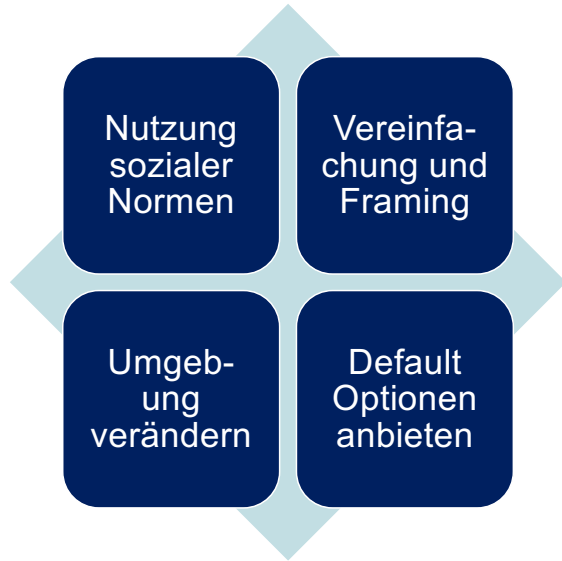 Nutzung
sozialer
Normen
Vereinfa-
chung und
Framing
Umgeb-
ung
verändern
Default
Optionen
anbieten